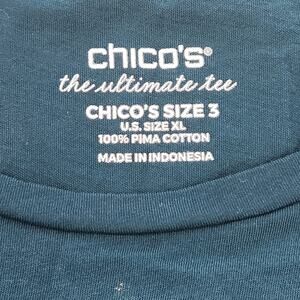 chico's®
the ultimate tee
CHICO'S SIZE 3
U.S. SIZE XL
100% PIMA COTTON
MADE IN INDONESIA